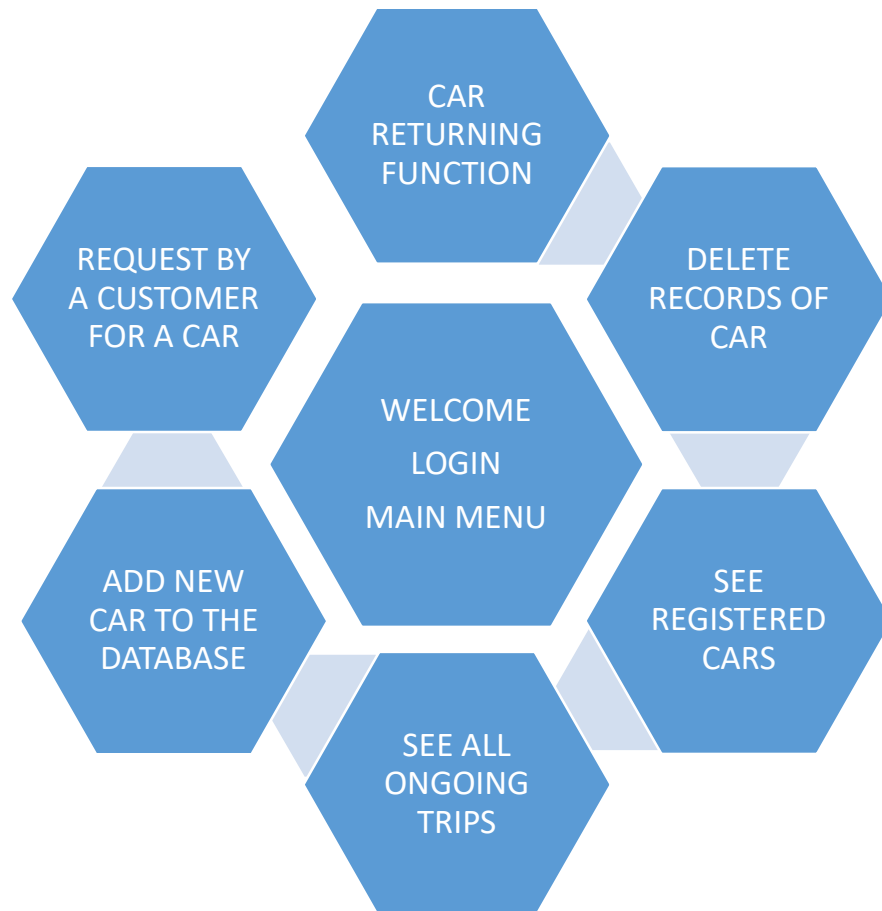 CAR
RETURNING
FUNCTION
DELETE
RECORDS OF
CAR
SEE
REGISTERED
CARS
SEE ALL
ONGOING
TRIPS
ADD NEW
CAR TO THE
DATABASE
REQUEST BY
A CUSTOMER
FOR A CAR
WELCOME
LOGIN
MAIN MENU